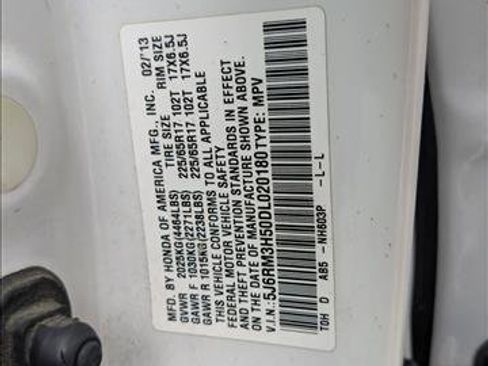 MFD. BY HONDA OF AMERICA MFG., INC. 02/'13
TIRE SIZE RIM SIZE
GVWR 2025KG(4464LBS)
GAWR F 1030KG(2271LBS) 225/65R17 102T 17X6.5J
GAWR R 1015KG(2238LBS) 225/65R17 102T 17X6.5J
THIS VEHICLE CONFORMS TO ALL APPLICABLE
FEDERAL MOTOR VEHICLE SAFETY
AND THEFT PREVENTION STANDARDS IN EFFECT
ON THE DATE OF MANUFACTURE SHOWN ABOVE.
V.I.N.: 5J6RM3H50DL020180 TYPE: MPV
T0H D A85 -NH603P -L-L